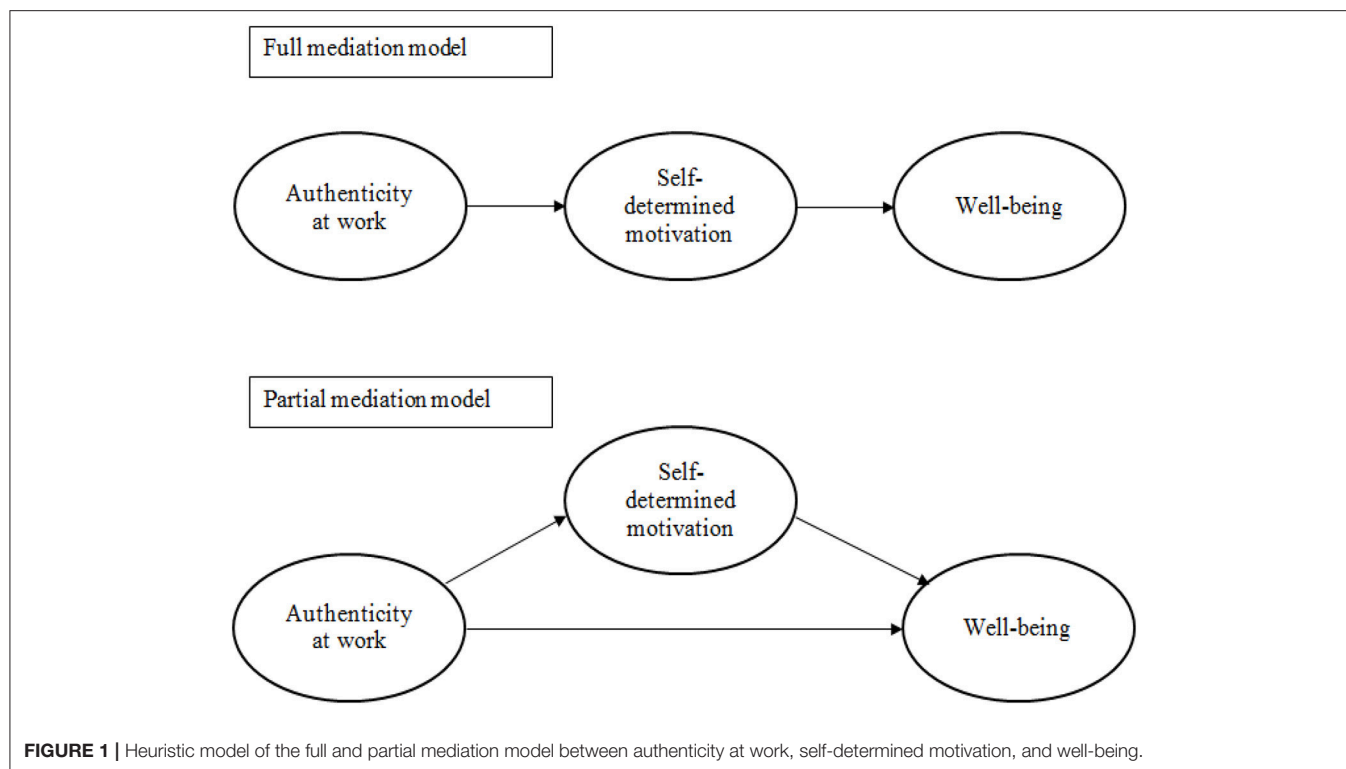 Full mediation model
Authenticity
at work
Self-
determined
motivation
Well-being
Partial mediation model
Self-
determined
motivation
Authenticity
at work
Well-being
FIGURE 1 | Heuristic model of the full and partial mediation model between authenticity at work, self-determined motivation, and well-being.